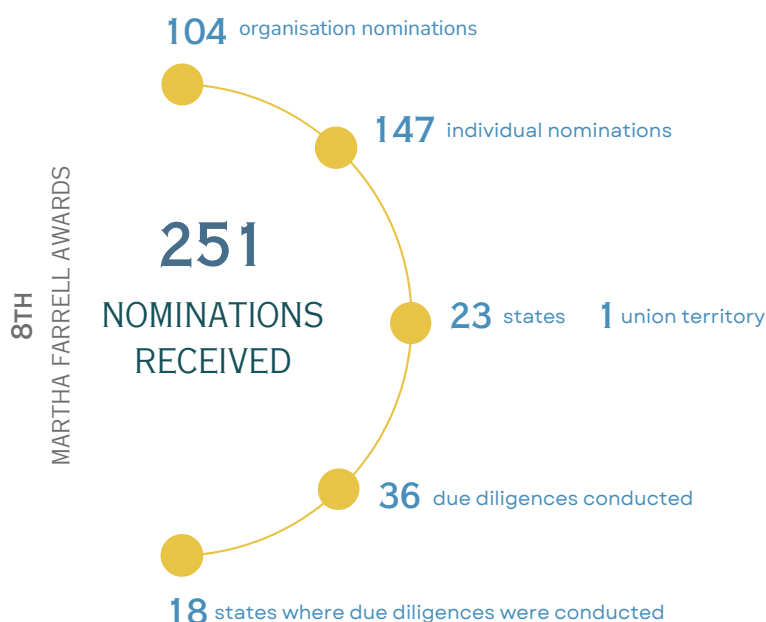 104 organisation nominations
147 individual nominations
8TH
MARTHA FARRELL AWARDS
251
NOMINATIONS
RECEIVED
23 states 1 union territory
36 due diligences conducted
18 states where due diligences were conducted